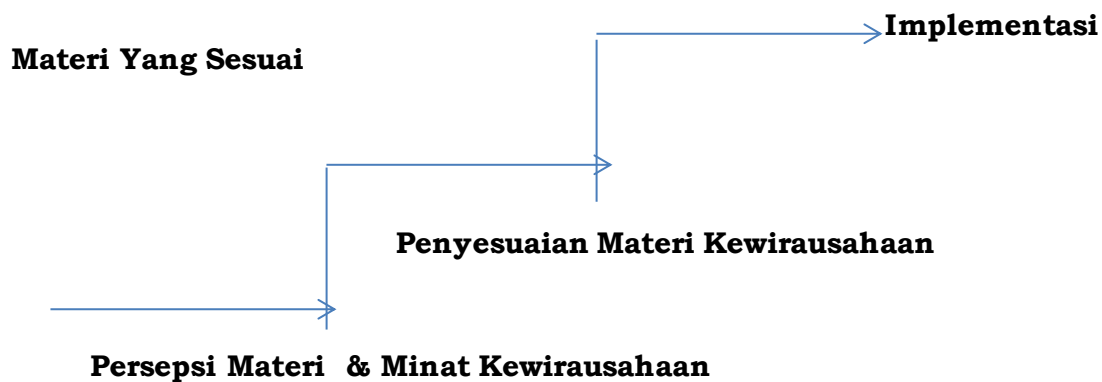 Implementasi
Materi Yang Sesuai
Penyesuaian Materi Kewirausahaan
Persepsi Materi & Minat Kewirausahaan